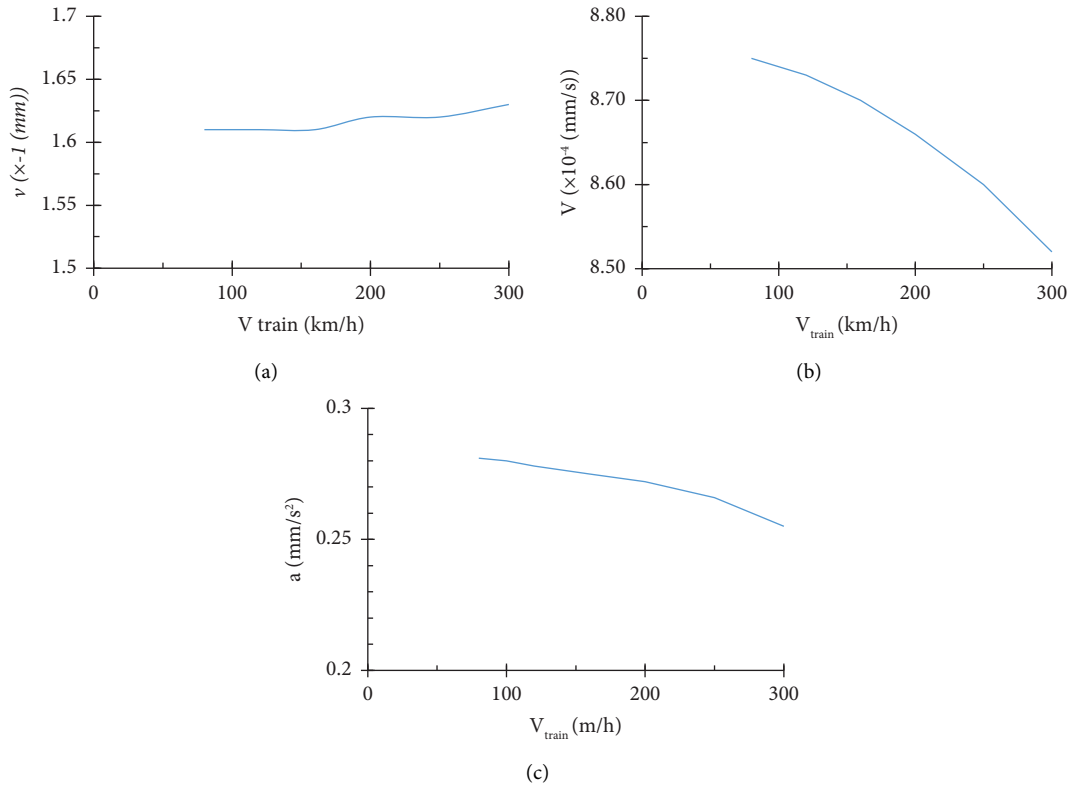 1.7
1.65
1.6
1.55
1.5
ν (×-1 (mm))
0 100 200 300
V train (km/h)
(a)
8.80
8.70
8.60
8.50
V (×10⁻⁴ (mm/s))
0 100 200 300
V_train (km/h)
(b)
0.3
0.25
0.2
a (mm/s²)
0 100 200 300
V_train (m/h)
(c)